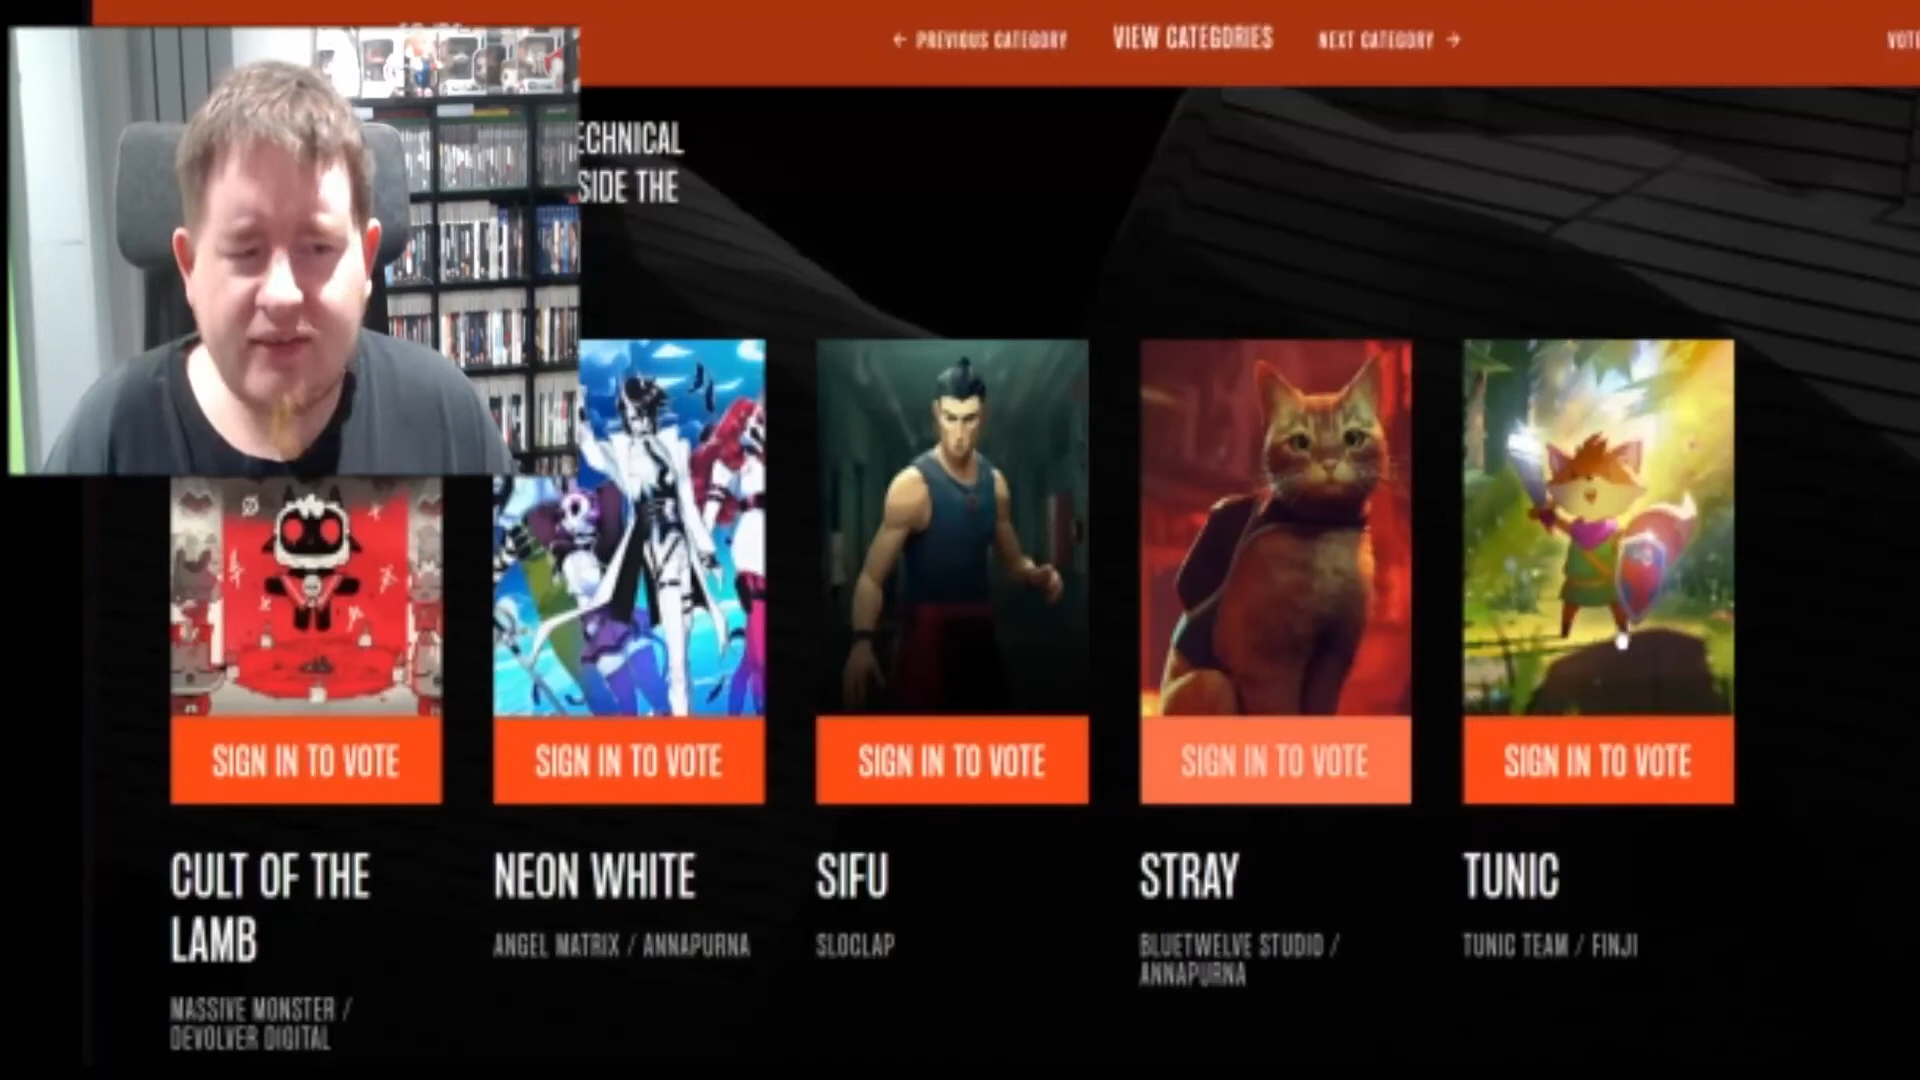 ← PREVIOUS CATEGORY
VIEW CATEGORIES
NEXT CATEGORY →
VOTE
ECHNICAL
SIDE THE
SIGN IN TO VOTE
SIGN IN TO VOTE
SIGN IN TO VOTE
SIGN IN TO VOTE
SIGN IN TO VOTE
CULT OF THE
LAMB
MASSIVE MONSTER /
DEVOLVER DIGITAL
NEON WHITE
ANGEL MATRIX / ANNAPURNA
SIFU
SLOCLAP
STRAY
BLUETWELVE STUDIO /
ANNAPURNA
TUNIC
TUNIC TEAM / FINJI